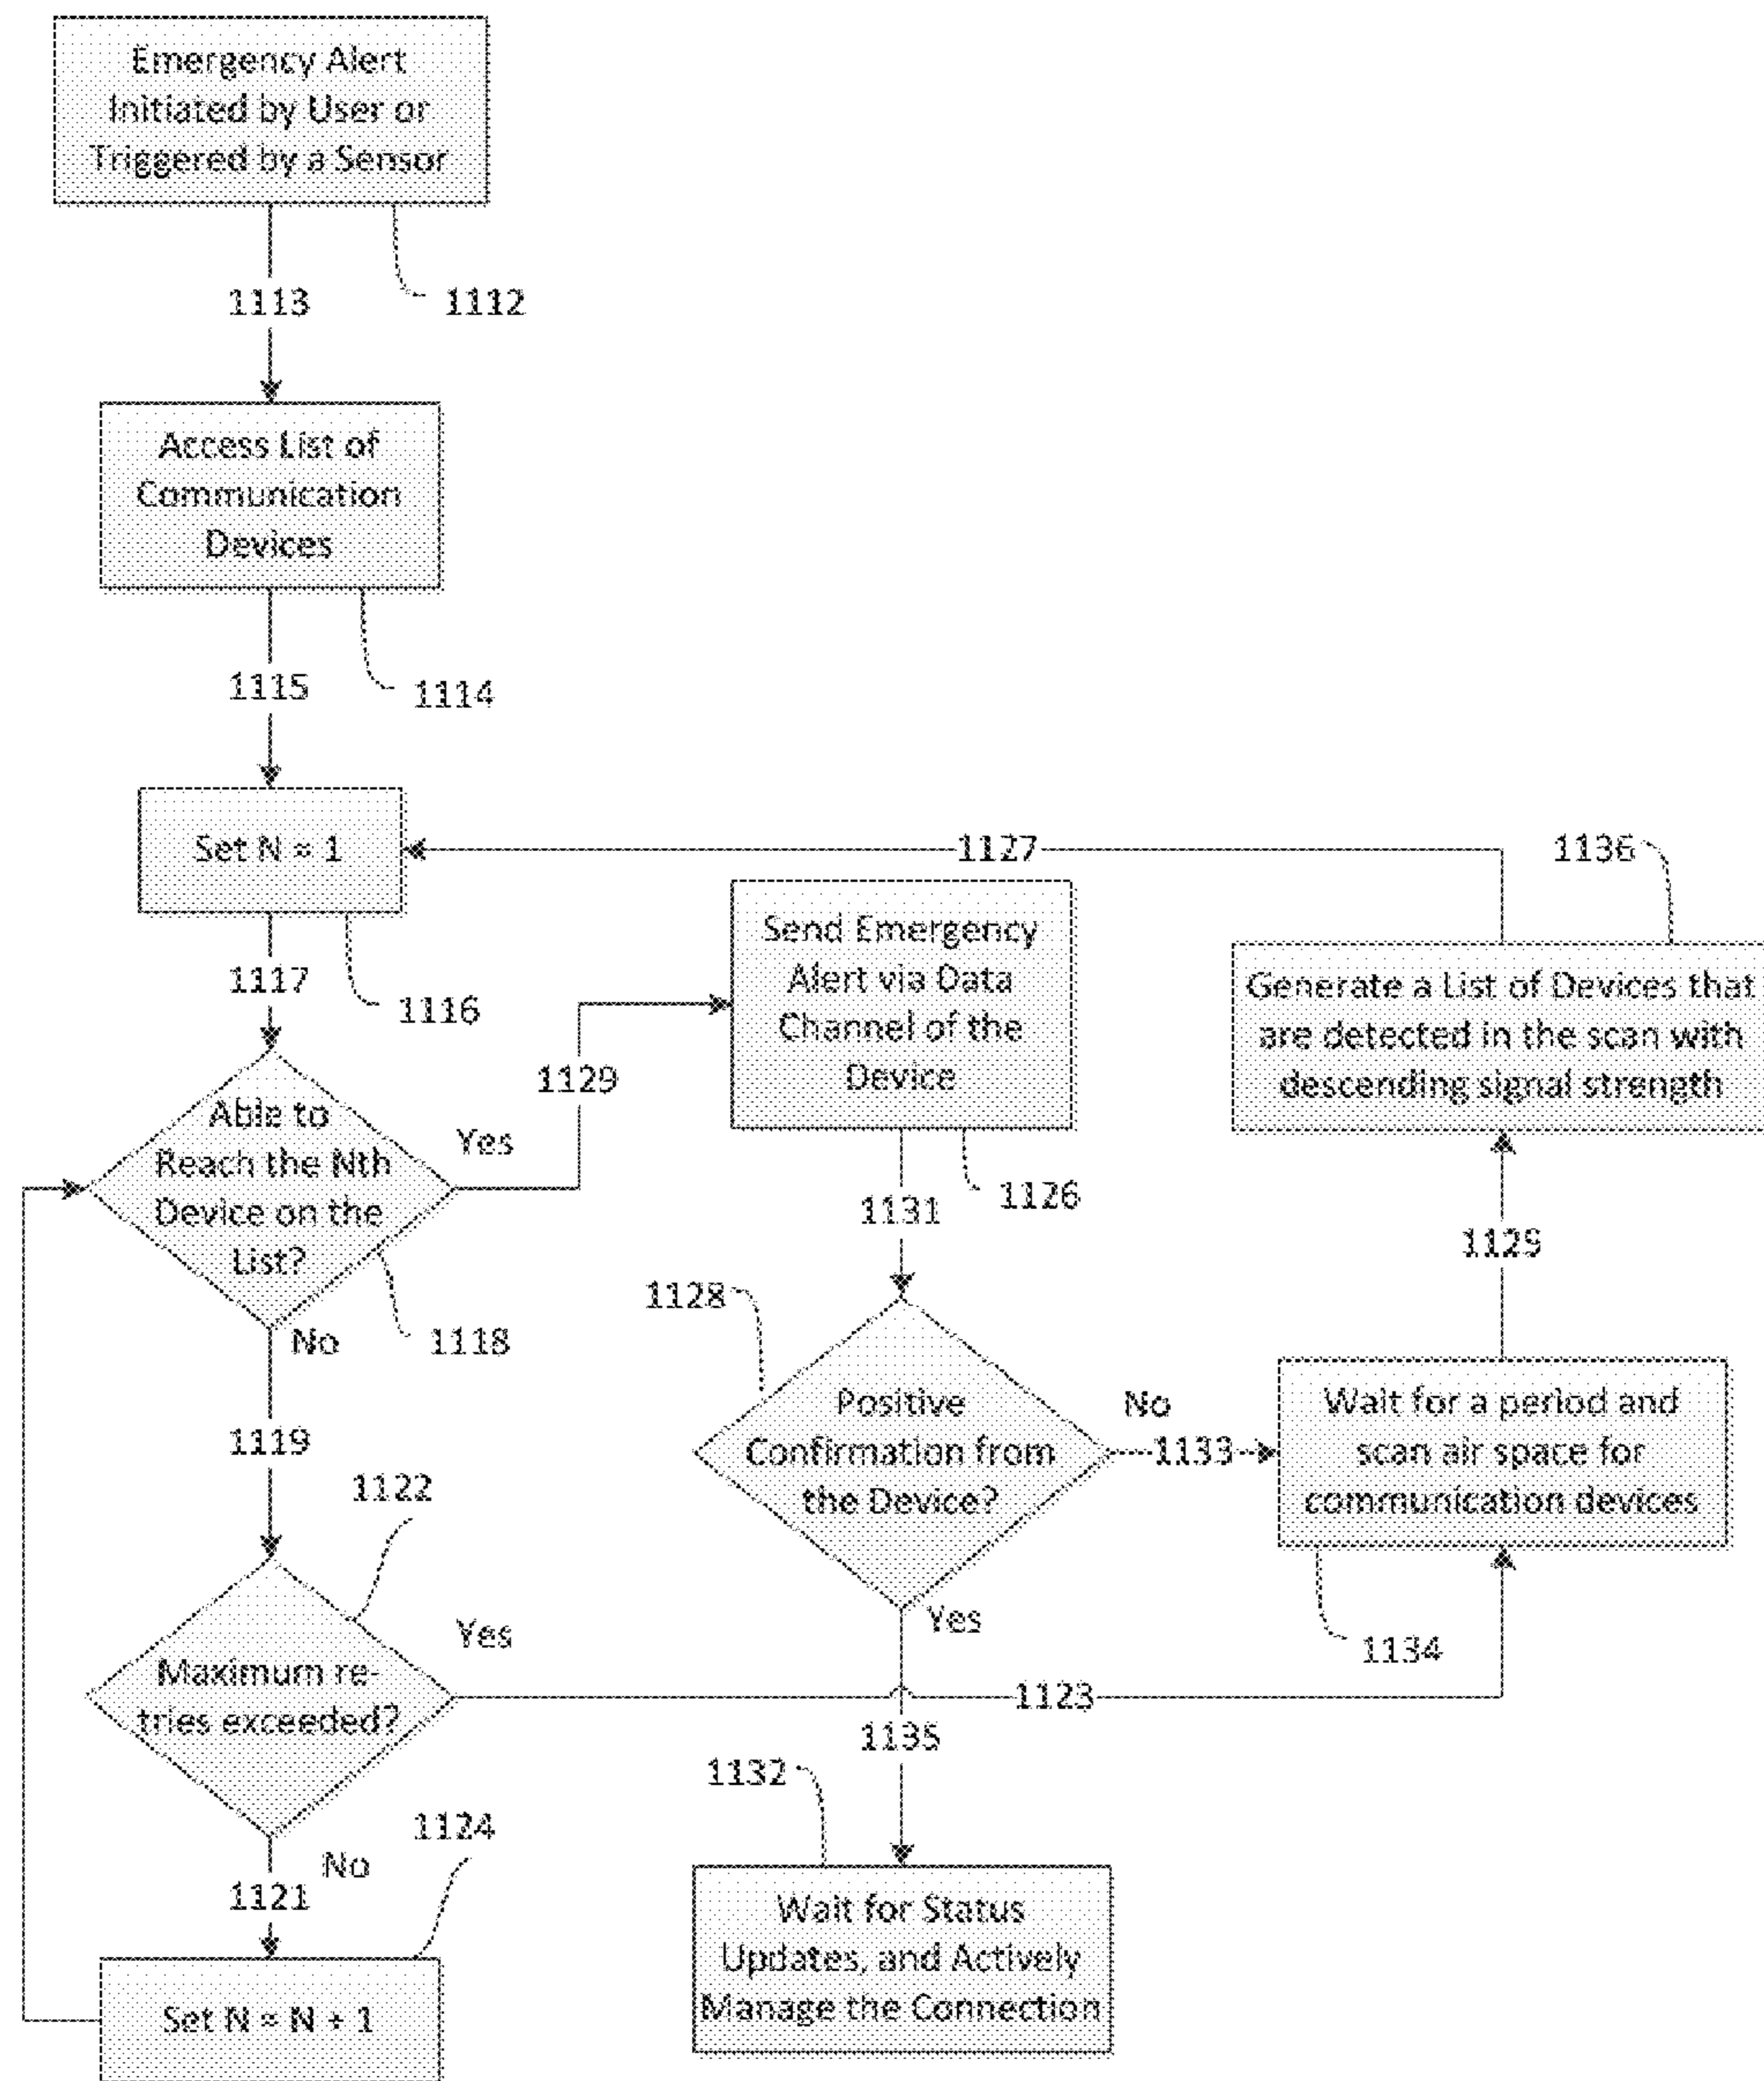 Emergency Alert
Initiated by User or
Triggered by a Sensor
1113
1112
Access List of
Communication
Devices
1115
1114
Set N = 1
1127
1136
1117
1116
Send Emergency
Alert via Data
Channel of the
Device
Generate a List of Devices that
are detected in the scan with
descending signal strength
1129
Able to
Reach the Nth
Device on the
List?
Yes
1131
1126
1129
1128
No
1118
Positive
Confirmation from
the Device?
No
1133
Wait for a period and
scan air space for
communication devices
1119
1122
Yes
Yes
1134
Maximum re-
tries exceeded?
1123
1135
1132
1124
No
1121
Wait for Status
Updates, and Actively
Manage the Connection
Set N = N + 1